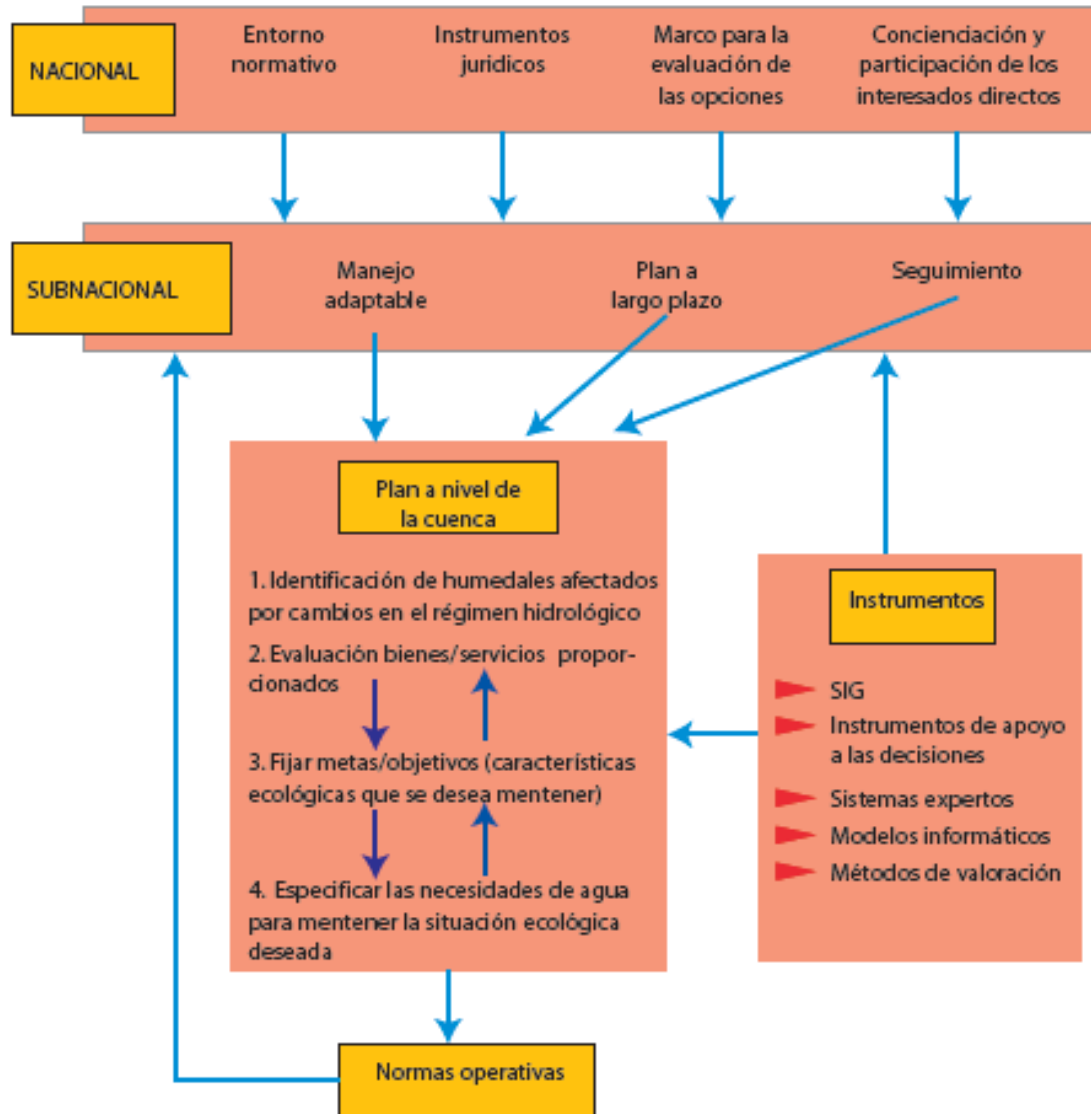 NACIONAL
Entorno
normativo
Instrumentos
juridicos
Marco para la
evaluación de
las opciones
Concienciación y
participación de los
interesados directos
SUBNACIONAL
Manejo
adaptable
Plan a
largo plazo
Seguimiento
Plan a nivel de
la cuenca
1. Identificación de humedales afectados
por cambios en el régimen hidrológico
2. Evaluación bienes/servicios propor-
cionados
3. Fijar metas/objetivos (características
ecológicas que se desea mentener)
4. Especificar las necesidades de agua
para mentener la situación ecológica
deseada
Instrumentos
SIG
Instrumentos de apoyo
a las decisiones
Sistemas expertos
Modelos informáticos
Métodos de valoración
Normas operativas